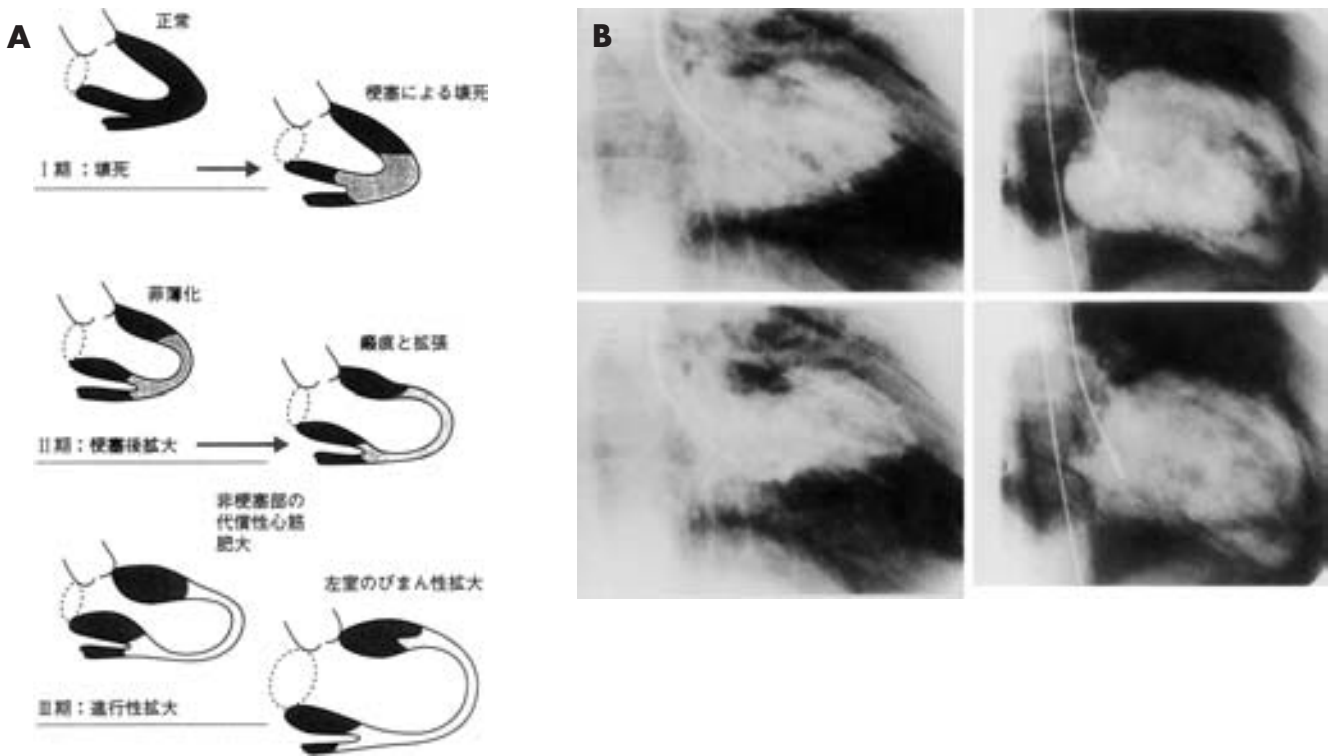 A
正常
梗塞による壊死
I期:壊死
菲薄化
瘢痕と拡張
II期:梗塞後拡大
非梗塞部の
代償性心筋
肥大
左室のびまん性拡大
III期:進行性拡大
B